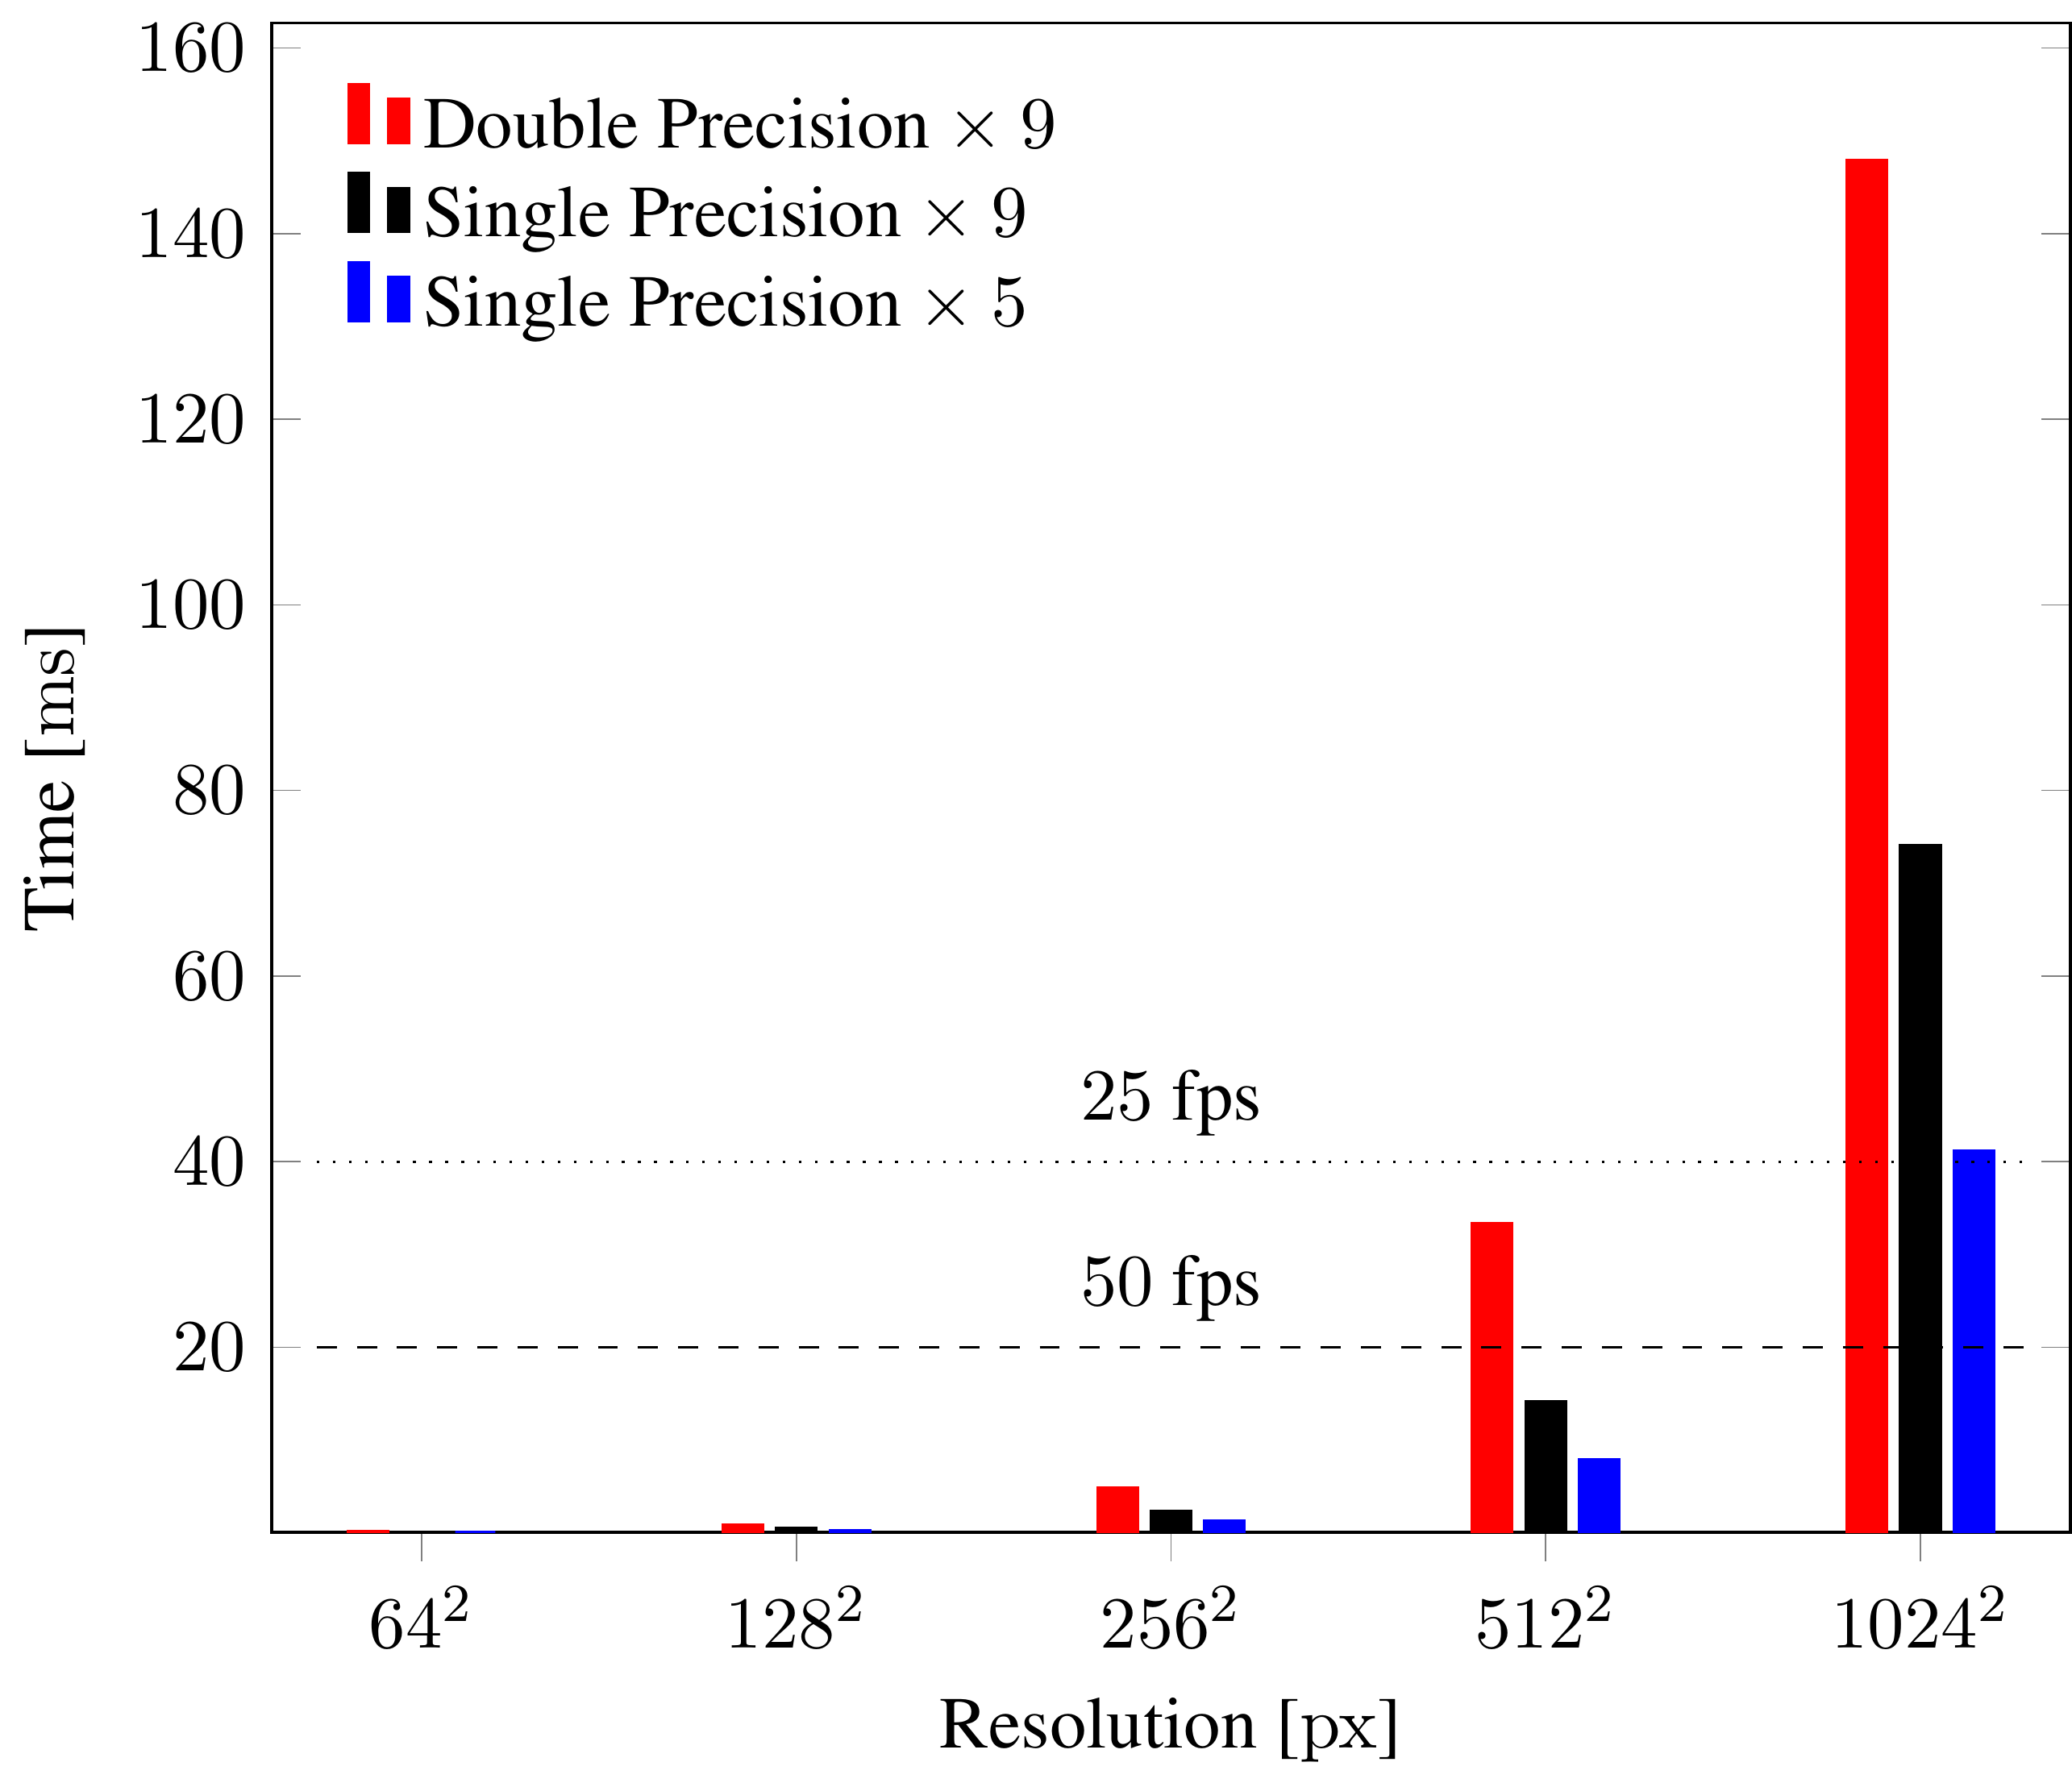 160
140
120
100
80
60
40
20
Time [ms]
Double Precision × 9
Single Precision × 9
Single Precision × 5
25 fps
50 fps
64² 128² 256² 512² 1024²
Resolution [px]